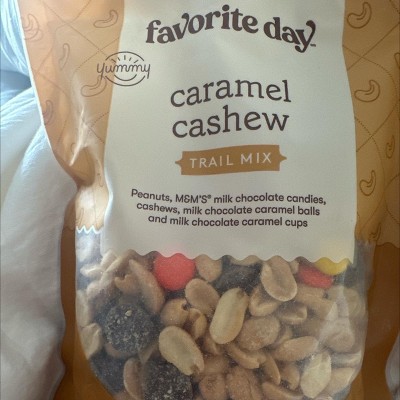 favorite day™
yummy
caramel
cashew
TRAIL MIX
Peanuts, M&M'S® milk chocolate candies,
cashews, milk chocolate caramel balls
and milk chocolate caramel cups